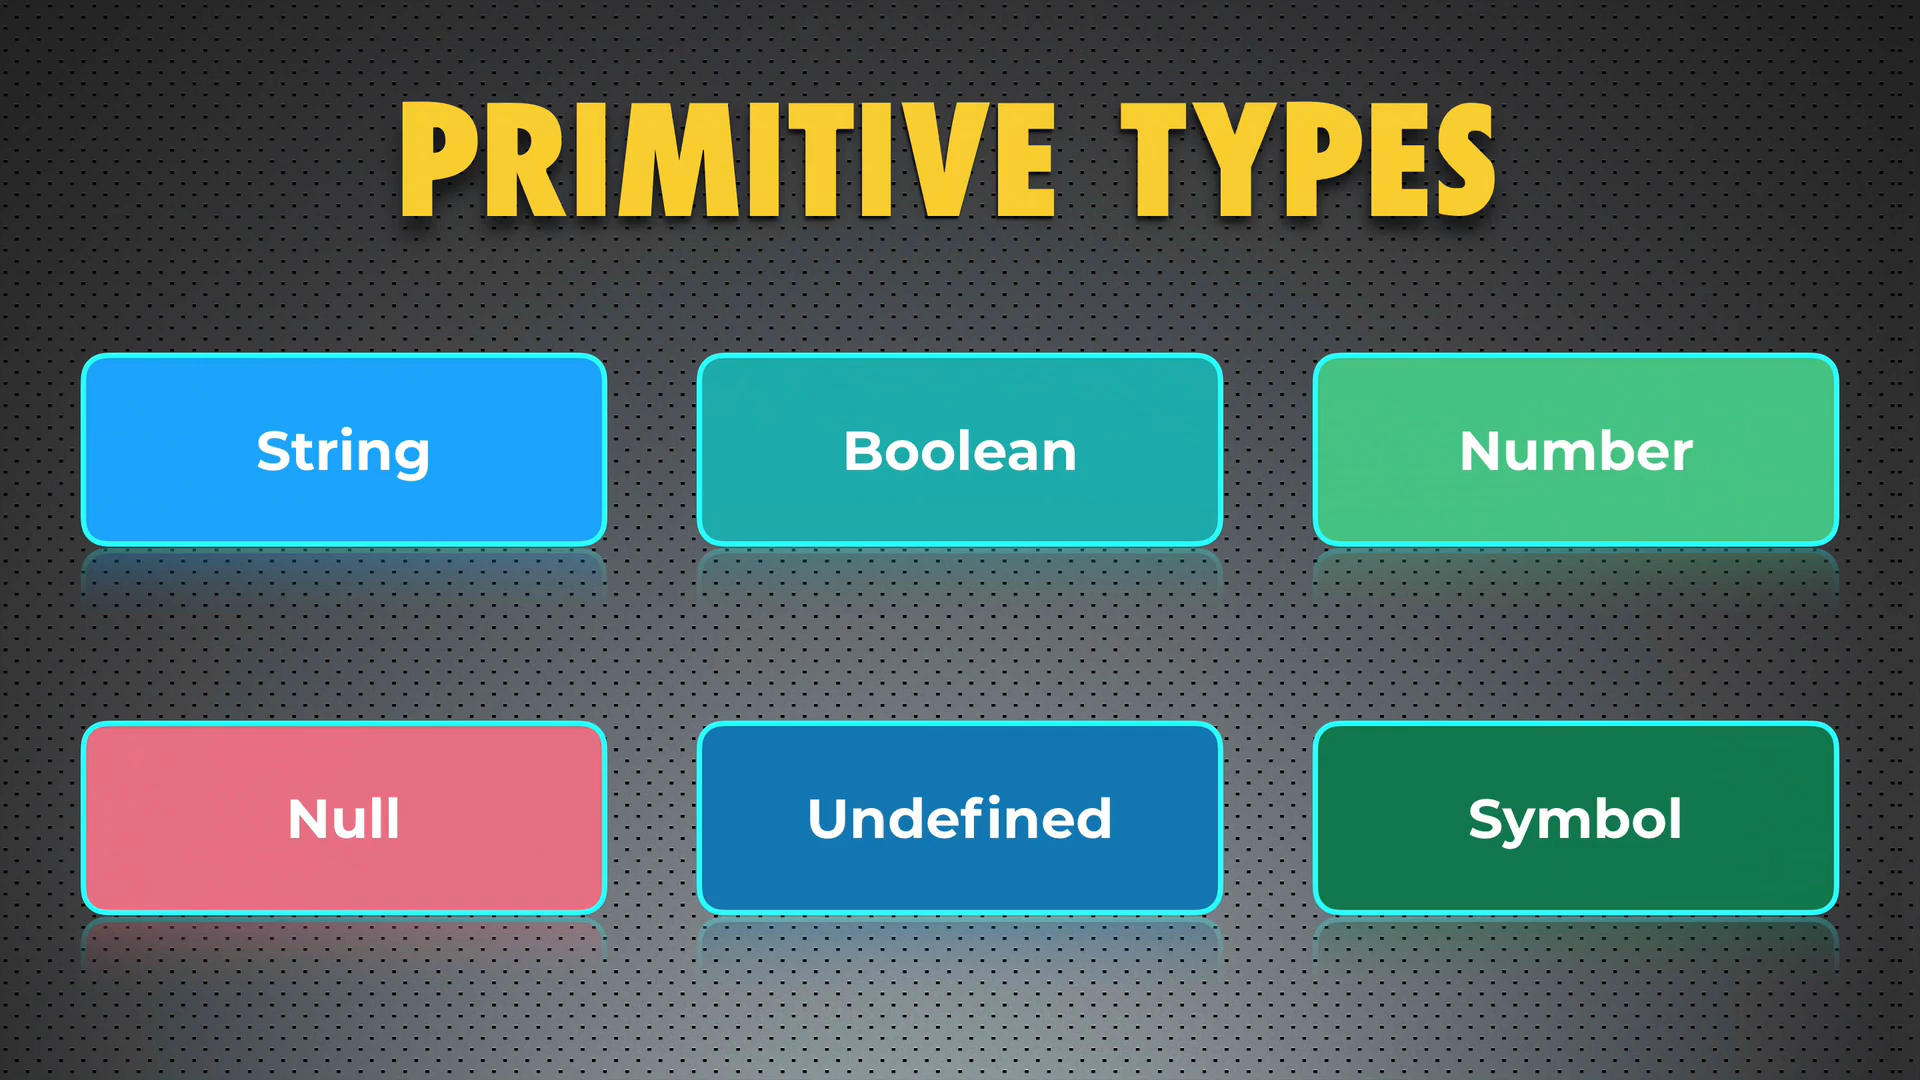 PRIMITIVE TYPES
String
Boolean
Number
Null
Undefined
Symbol